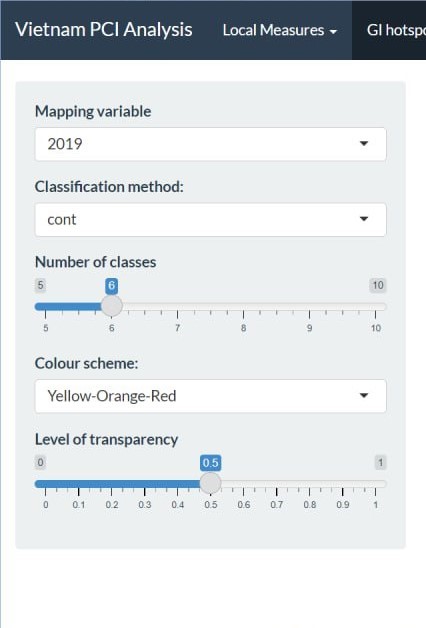 Vietnam PCI Analysis Local Measures GI hotspo
Mapping variable
2019
Classification method:
cont
Number of classes
5 6 10
5 6 7 8 9 10
Colour scheme:
Yellow-Orange-Red
Level of transparency
0 0.5 1
0 0.1 0.2 0.3 0.4 0.5 0.6 0.7 0.8 0.9 1